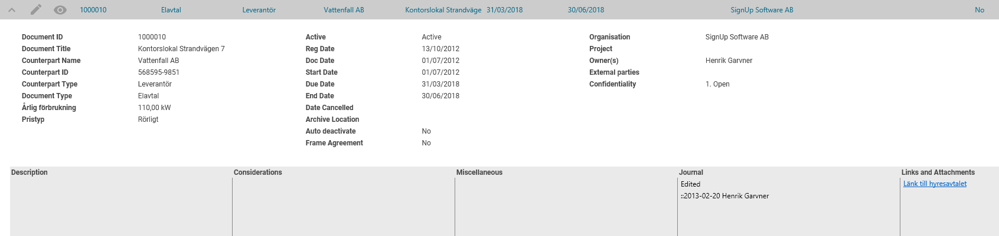 1000010 Elavtal Leverantör Vattenfall AB Kontorslokal Strandväge 31/03/2018 30/06/2018 SignUp Software AB No
Document ID 1000010
Document Title Kontorslokal Strandvägen 7
Counterpart Name Vattenfall AB
Counterpart ID 568595-9851
Counterpart Type Leverantör
Document Type Elavtal
Årlig förbrukning 110,00 kW
Pristyp Rörligt
Active Active
Reg Date 13/10/2012
Doc Date 01/07/2012
Start Date 01/07/2012
Due Date 31/03/2018
End Date 30/06/2018
Date Cancelled
Archive Location
Auto deactivate No
Frame Agreement No
Organisation SignUp Software AB
Project
Owner(s) Henrik Garvner
External parties
Confidentiality 1. Open
Description
Considerations
Miscellaneous
Journal
Edited
::2013-02-20 Henrik Garvner
Links and Attachments
Länk till hyresavtalet